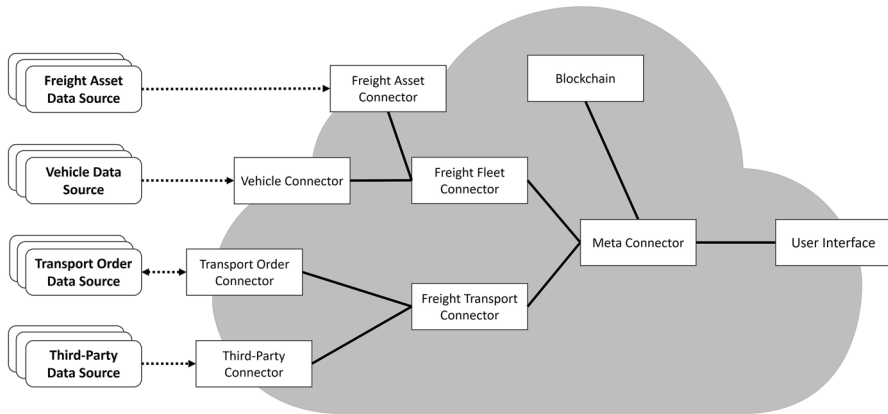 Freight Asset
Data Source
Freight Asset
Connector
Blockchain
Vehicle Data
Source
Vehicle Connector
Freight Fleet
Connector
Transport Order
Data Source
Transport Order
Connector
Meta Connector
User Interface
Freight Transport
Connector
Third-Party
Data Source
Third-Party
Connector